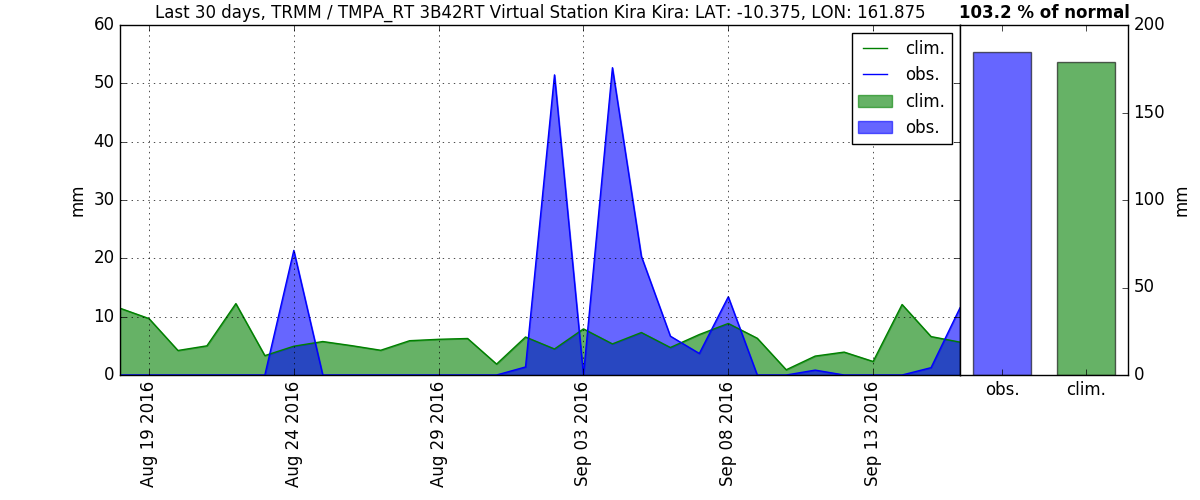 Last 30 days, TRMM / TMPA_RT 3B42RT Virtual Station Kira Kira: LAT: -10.375, LON: 161.875
103.2 % of normal
60
50
40
30
20
10
0
mm
clim.
obs.
clim.
obs.
200
150
100
50
0
mm
Aug 19 2016
Aug 24 2016
Aug 29 2016
Sep 03 2016
Sep 08 2016
Sep 13 2016
obs.
clim.